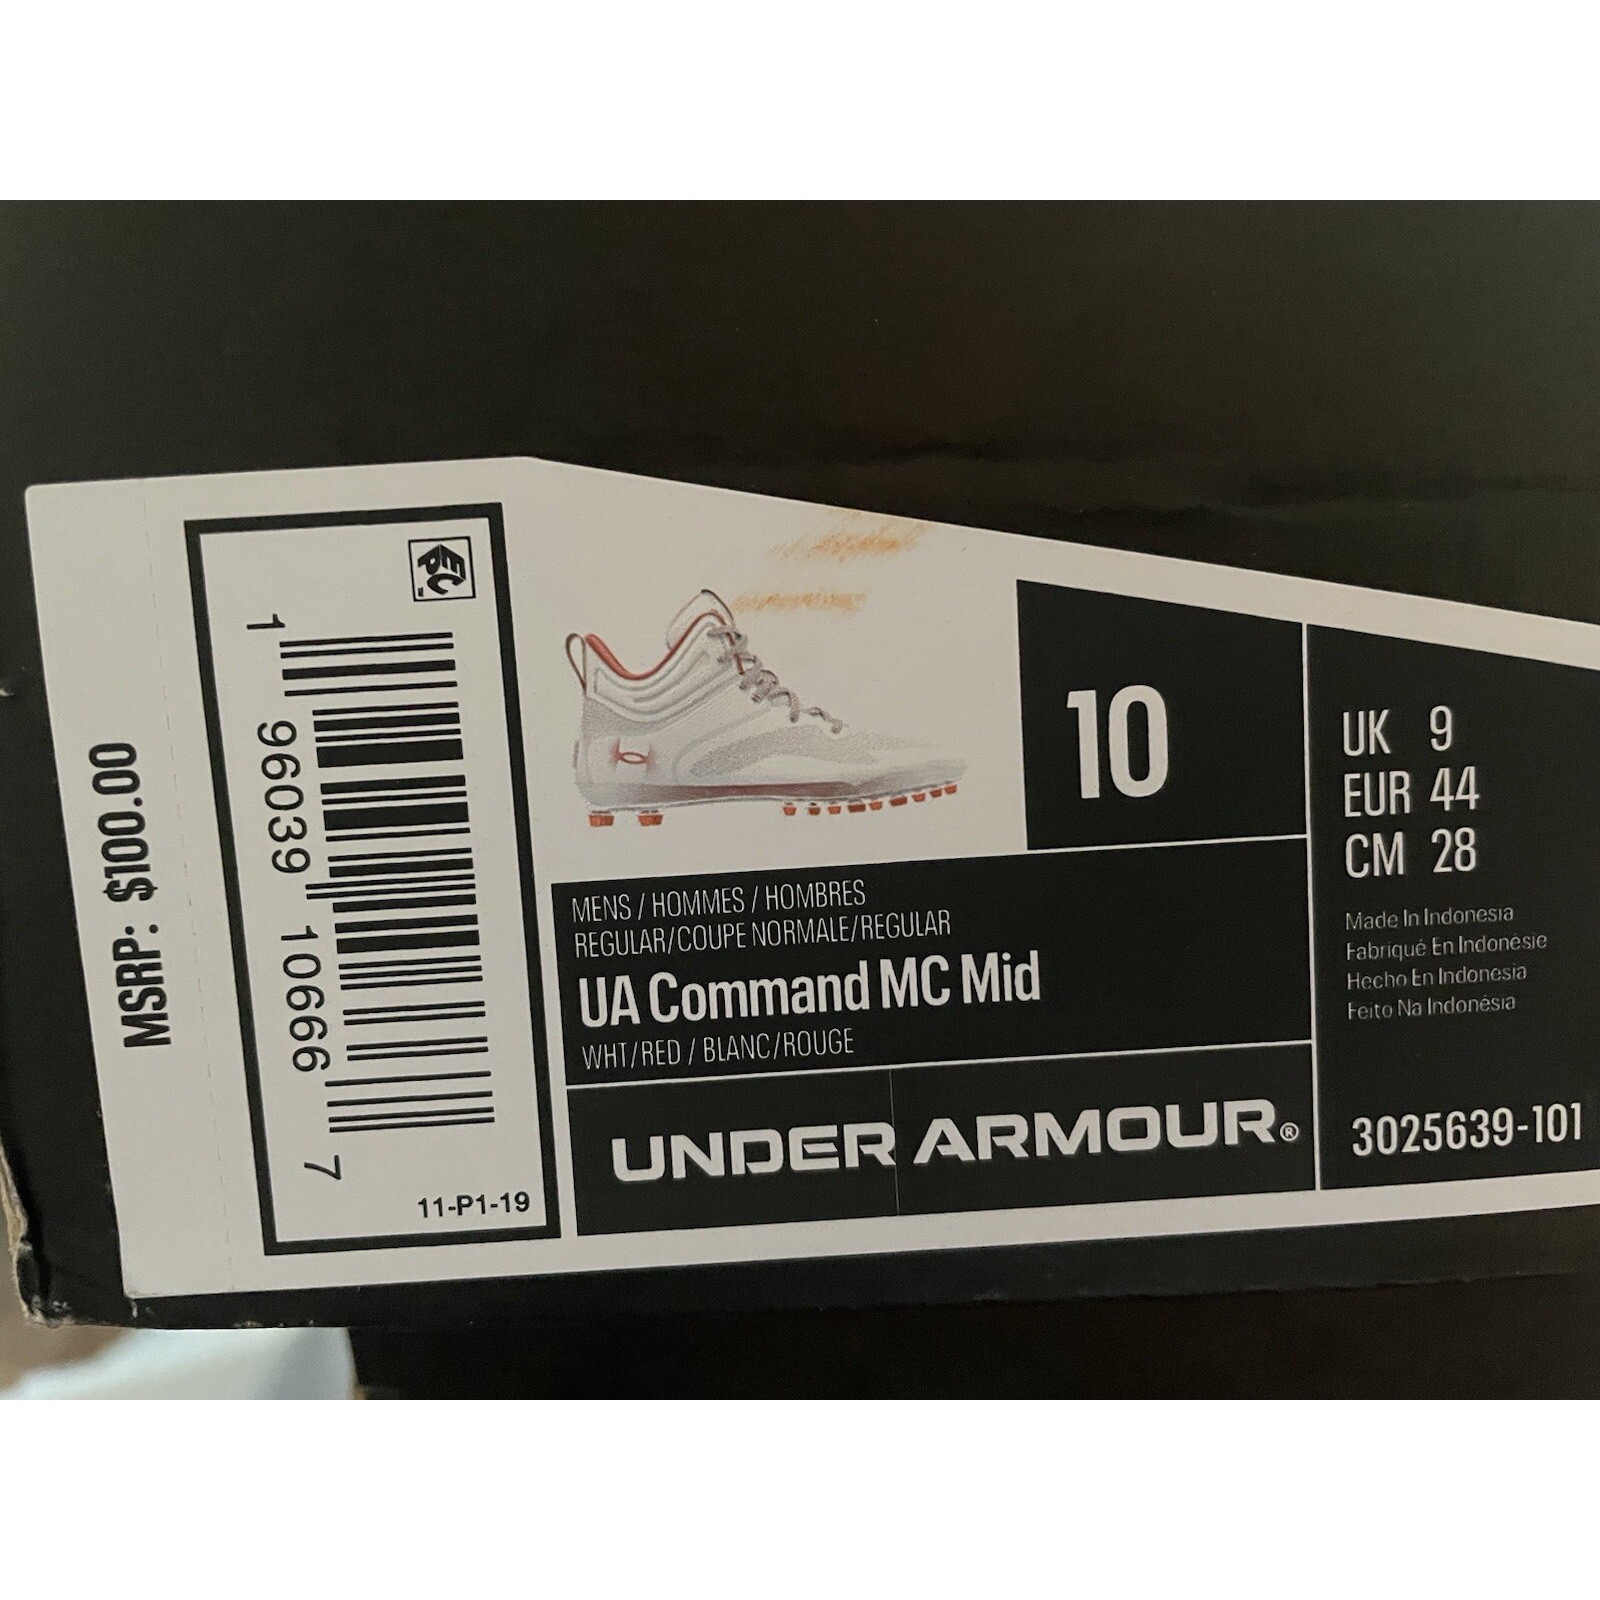 MSRP: $100.00
ECP™
1 96039 10666 7
11-P1-19
10
UK 9
EUR 44
CM 28
MENS / HOMMES / HOMBRES
REGULAR/COUPE NORMALE/REGULAR
UA Command MC Mid
WHT/RED / BLANC/ROUGE
UNDER ARMOUR®
Made In Indonesia
Fabriqué En Indonésie
Hecho En Indonesia
Feito Na Indonésia
3025639-101